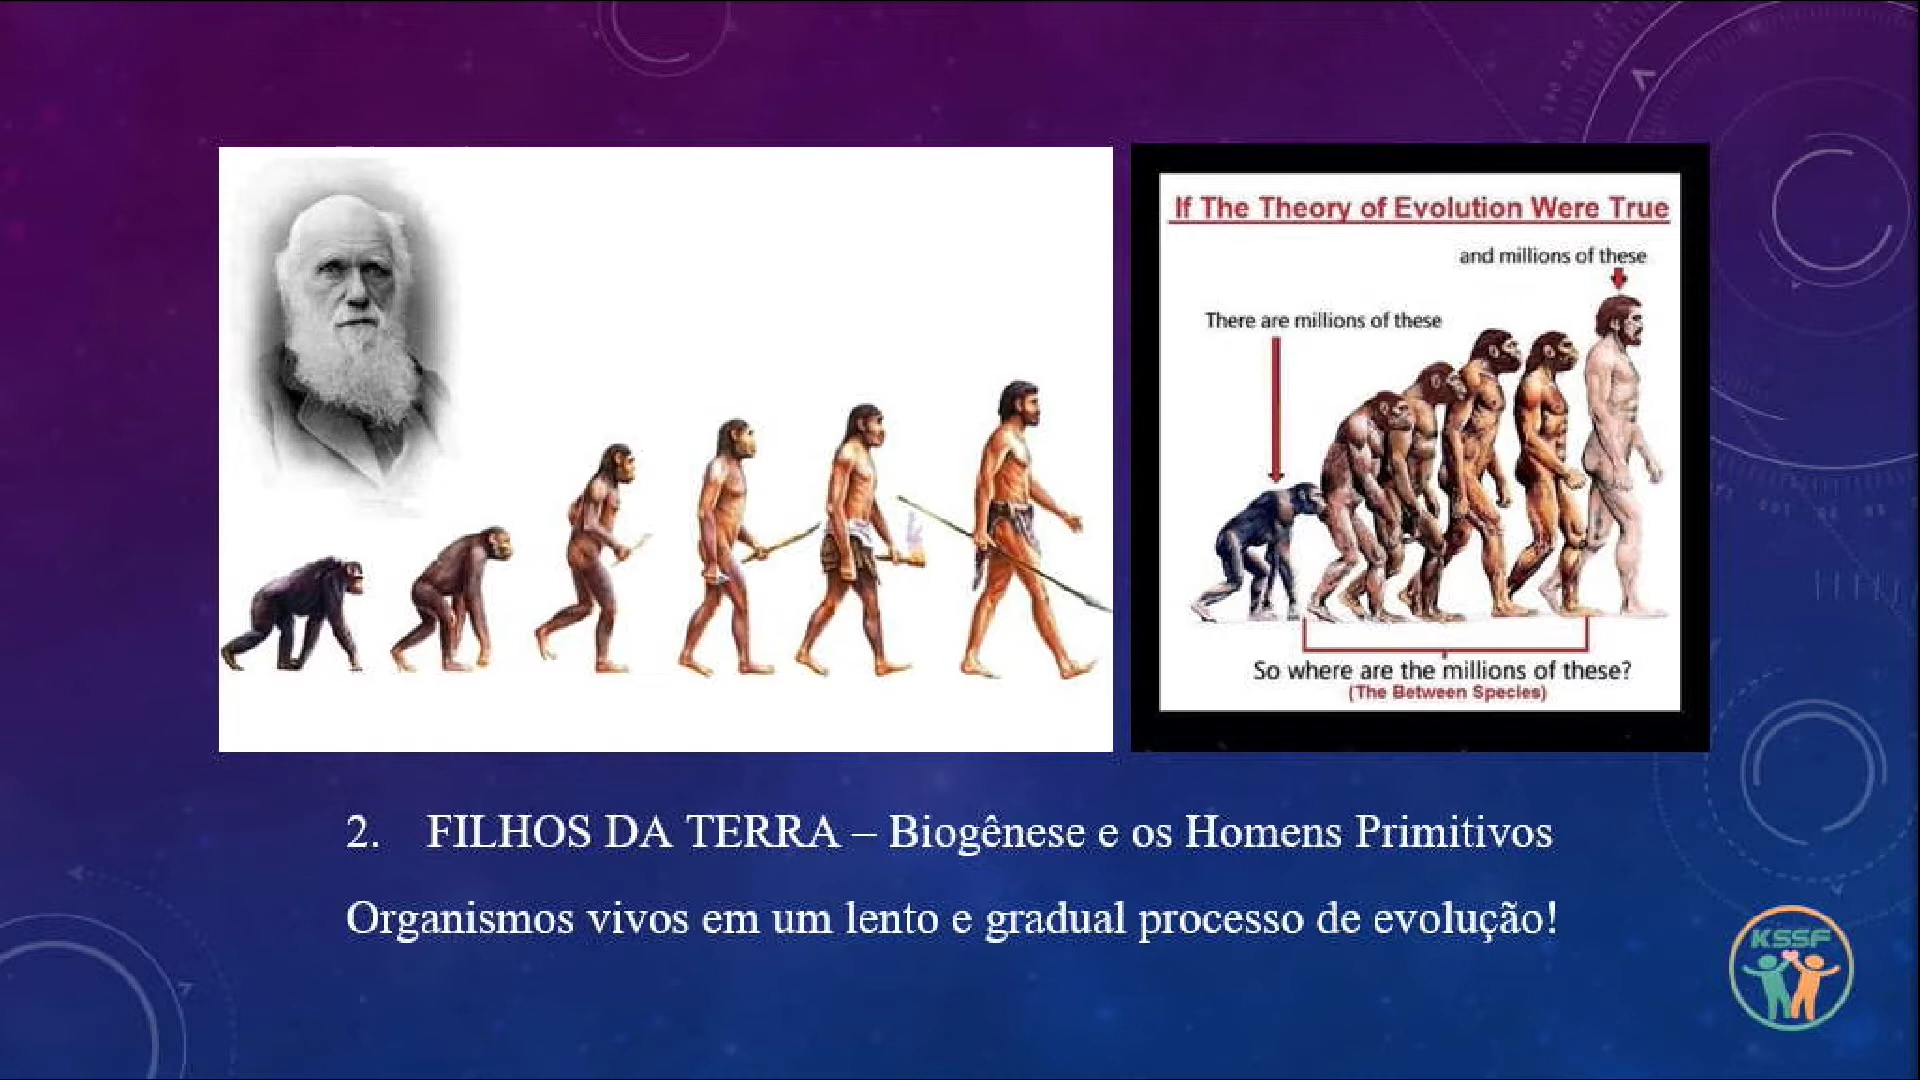 If The Theory of Evolution Were True
and millions of these
There are millions of these
So where are the millions of these?
(The Between Species)
2. FILHOS DA TERRA – Biogênese e os Homens Primitivos
Organismos vivos em um lento e gradual processo de evolução!
KSSF